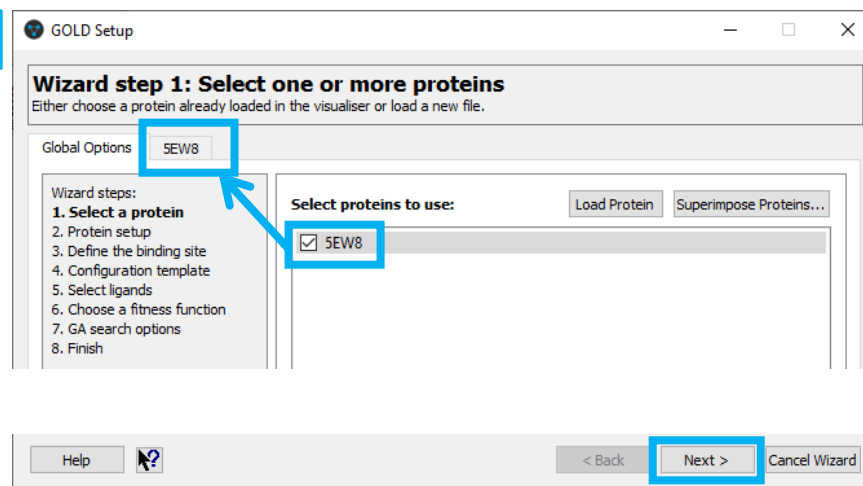 GOLD Setup
Wizard step 1: Select one or more proteins
Either choose a protein already loaded in the visualiser or load a new file.
Global Options 5EW8
Wizard steps:
1. Select a protein
2. Protein setup
3. Define the binding site
4. Configuration template
5. Select ligands
6. Choose a fitness function
7. GA search options
8. Finish
Select proteins to use: Load Protein Superimpose Proteins...
5EW8
Help ? < Back Next > Cancel Wizard